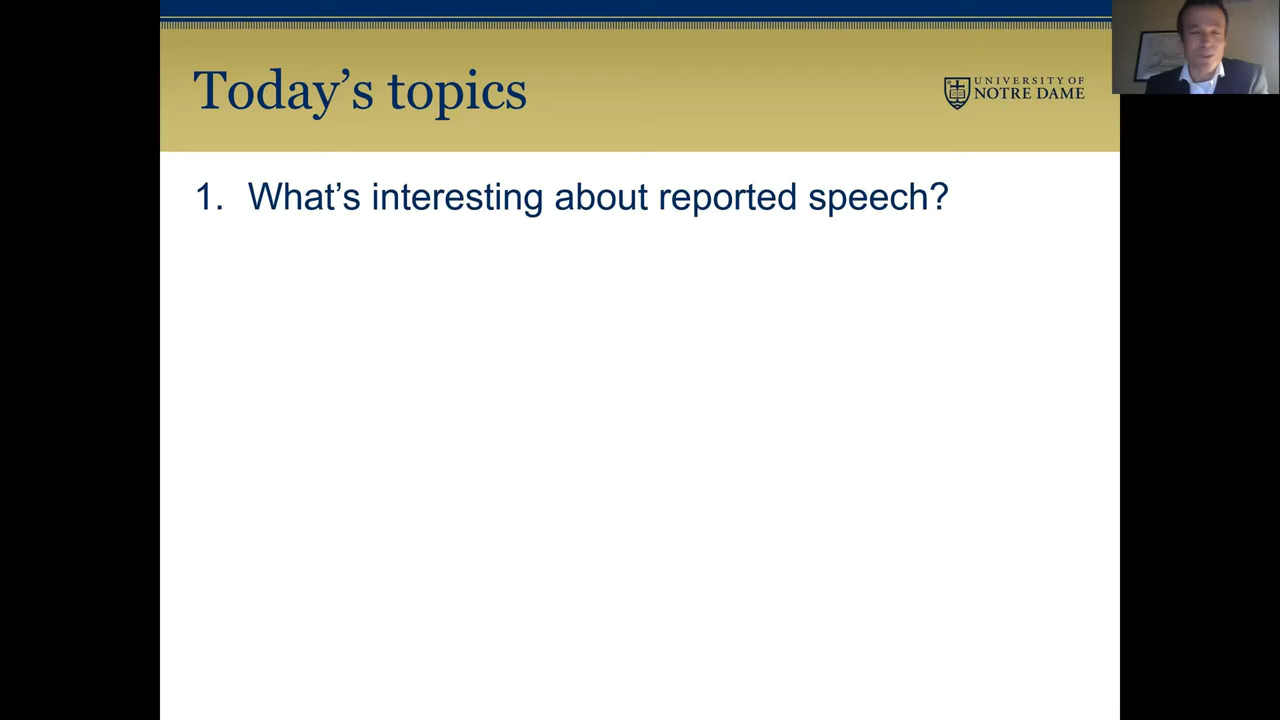 Today's topics
UNIVERSITY OF
NOTRE DAME
1. What's interesting about reported speech?